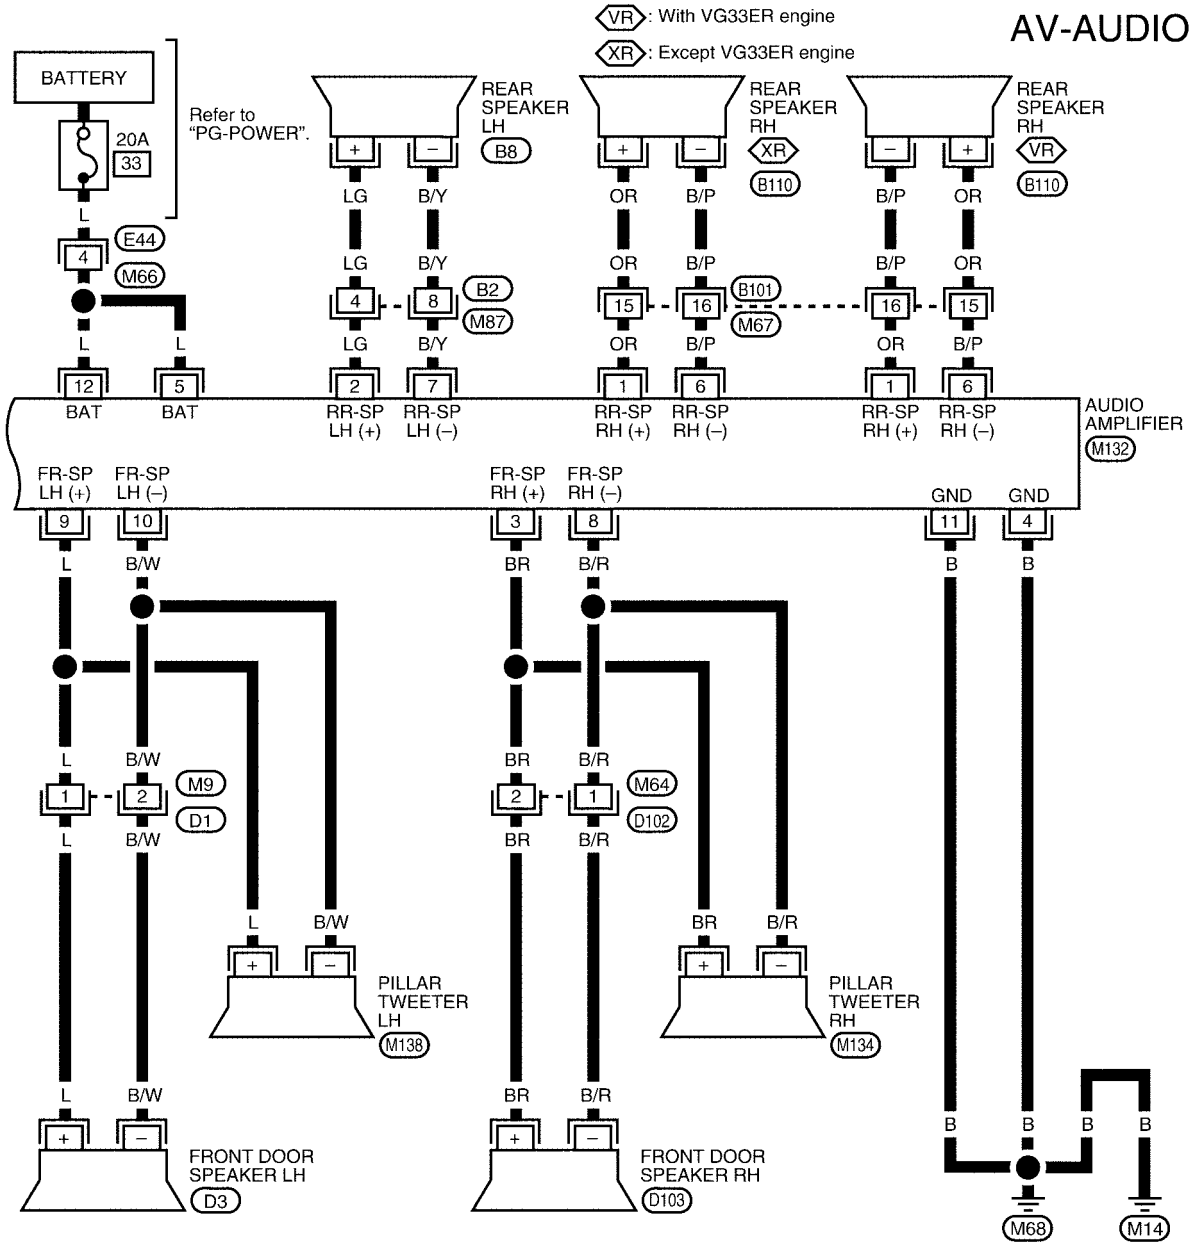 VR : With VG33ER engine
XR : Except VG33ER engine
AV-AUDIO
BATTERY
20A
33
Refer to
"PG-POWER".
L
4
E44
M66
L
L
12
5
BAT
BAT
REAR
SPEAKER
LH
B8
+ −
LG B/Y
LG B/Y
4 8
B2
M87
LG B/Y
2 7
RR-SP RR-SP
LH (+) LH (−)
REAR
SPEAKER
RH
XR
B110
+ −
OR B/P
OR B/P
15 16
B101
M67
OR B/P
1 6
RR-SP RR-SP
RH (+) RH (−)
REAR
SPEAKER
RH
VR
B110
− +
B/P OR
B/P OR
16 15
OR B/P
1 6
RR-SP RR-SP
RH (+) RH (−)
AUDIO
AMPLIFIER
M132
FR-SP FR-SP
LH (+) LH (−)
9 10
L B/W
L B/W
1 2
M9
D1
L B/W
L B/W
+ −
PILLAR
TWEETER
LH
M138
L B/W
+ −
FRONT DOOR
SPEAKER LH
D3
FR-SP FR-SP
RH (+) RH (−)
3 8
BR B/R
BR B/R
2 1
M64
D102
BR B/R
BR B/R
+ −
PILLAR
TWEETER
RH
M134
BR B/R
+ −
FRONT DOOR
SPEAKER RH
D103
GND GND
11 4
B B
B B B B
M68
M14